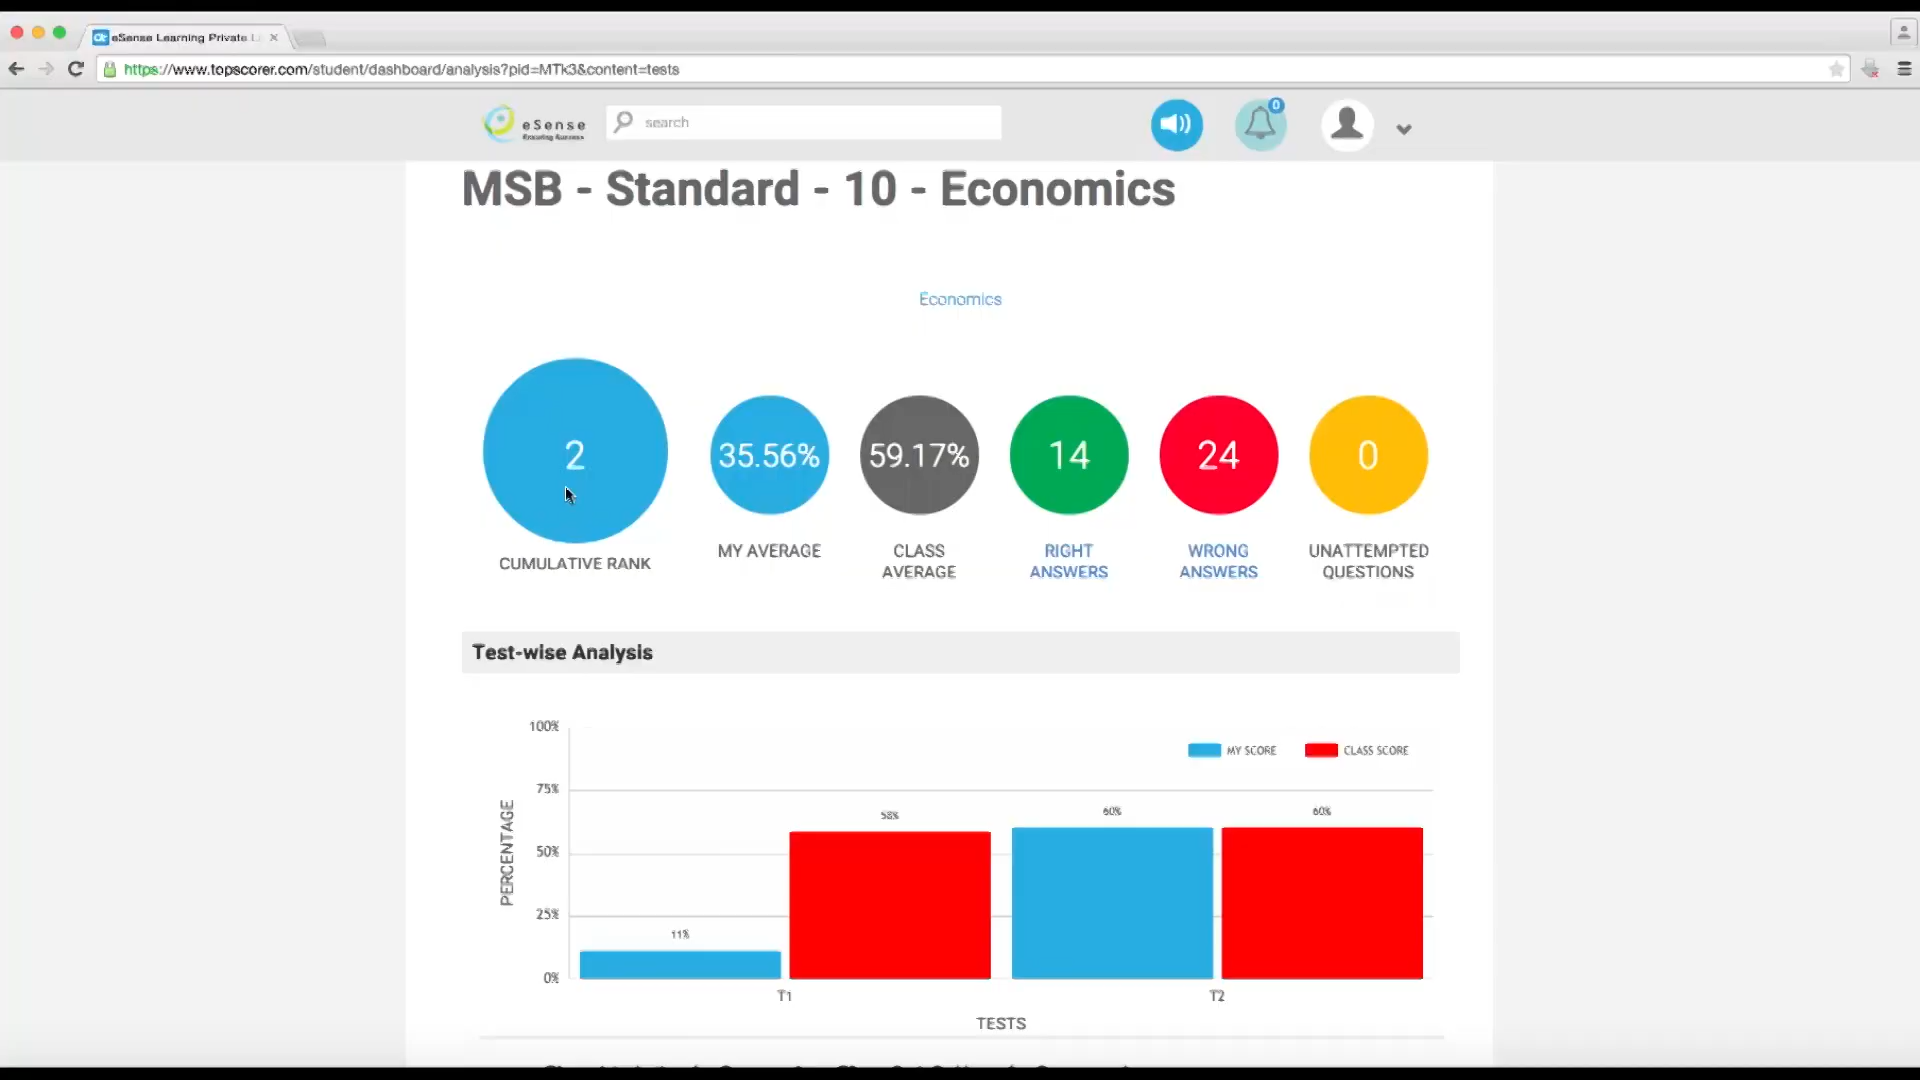 eSense Learning Private L
https://www.topscorer.com/student/dashboard/analysis?pid=MTk3&content=tests
eSense
Ensuring Success
search
0
MSB - Standard - 10 - Economics
Economics
2
35.56%
59.17%
14
24
0
CUMULATIVE RANK
MY AVERAGE
CLASS
AVERAGE
RIGHT
ANSWERS
WRONG
ANSWERS
UNATTEMPTED
QUESTIONS
Test-wise Analysis
100%
75%
50%
25%
0%
PERCENTAGE
MY SCORE
CLASS SCORE
11%
58%
60%
60%
T1
T2
TESTS